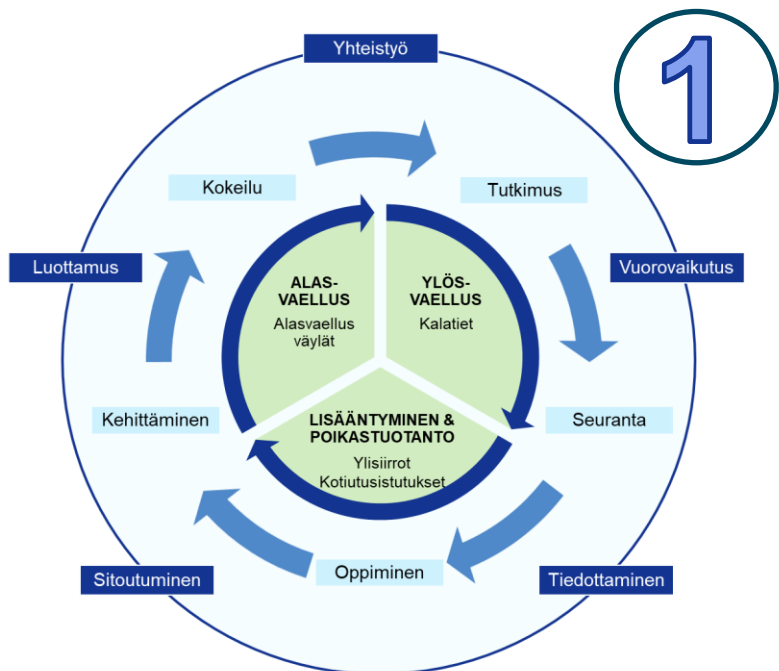 Yhteistyö
1
Kokeilu
Tutkimus
Luottamus
Vuorovaikutus
ALAS-
VAELLUS
Alasvaellus
väylät
YLÖS-
VAELLUS
Kalatiet
Kehittäminen
LISÄÄNTYMINEN &
POIKASTUOTANTO
Ylisiirrot
Kotiutusistutukset
Seuranta
Oppiminen
Sitoutuminen
Tiedottaminen